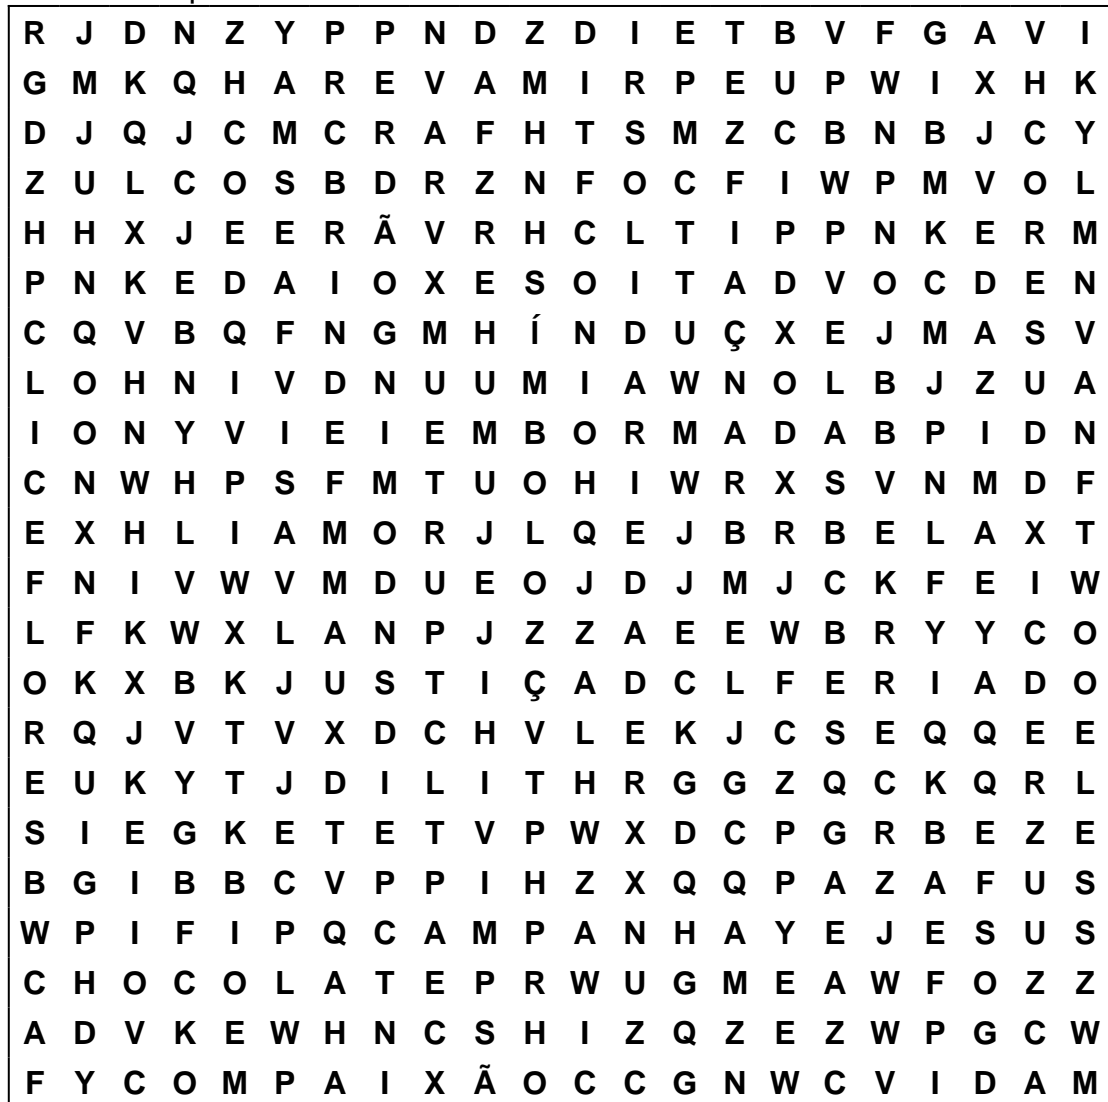 R J D N Z Y P P N D Z D I E T B V F G A V I
G M K Q H A R E V A M I R P E U P W I X H K
D J Q J C M C R A F H T S M Z C B N B J C Y
Z U L C O S B D R Z N F O C F I W P M V O L
H H X J E E R Ã V R H C L T I P P N K E R M
P N K E D A I O X E S O I T A D V O C D E N
C Q V B Q F N G M H Í N D U Ç X E J M A S V
L O H N I V D N U U M I A W N O L B J Z U A
I O N Y V I E I E M B O R M A D A B P I D N
C N W H P S F M T U O H I W R X S V N M D F
E X H L I A M O R J L Q E J B R B E L A X T
F N I V W V M D U E O J D J M J C K F E I W
L F K W X L A N P J Z Z A E E W B R Y Y C O
O K X B K J U S T I Ç A D C L F E R I A D O
R Q J V T V X D C H V L E K J C S E Q Q E E
E U K Y T J D I L I T H R G G Z Q C K Q R L
S I E G K E T E T V P W X D C P G R B E Z E
B G I B B C V P P I H Z X Q Q P A Z A F U S
W P I F I P Q C A M P A N H A Y E J E S U S
C H O C O L A T E P R W U G M E A W F O Z Z
A D V K E W H N C S H I Z Q Z E Z W P G C W
F Y C O M P A I X Ã O C C G N W C V I D A M